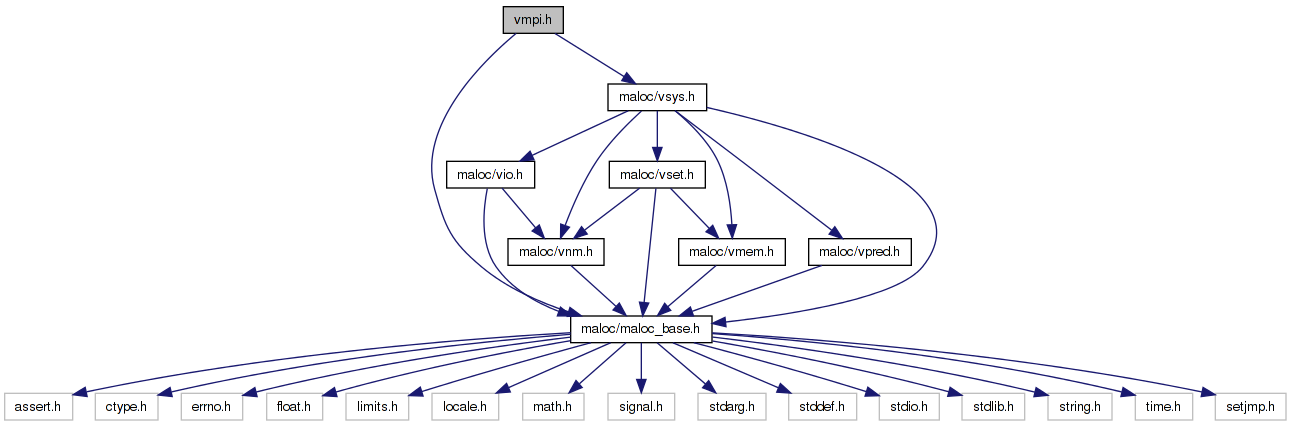 vmpi.h
maloc/vsys.h
maloc/vio.h
maloc/vset.h
maloc/vnm.h
maloc/vmem.h
maloc/vpred.h
maloc/maloc_base.h
assert.h
ctype.h
errno.h
float.h
limits.h
locale.h
math.h
signal.h
stdarg.h
stddef.h
stdio.h
stdlib.h
string.h
time.h
setjmp.h